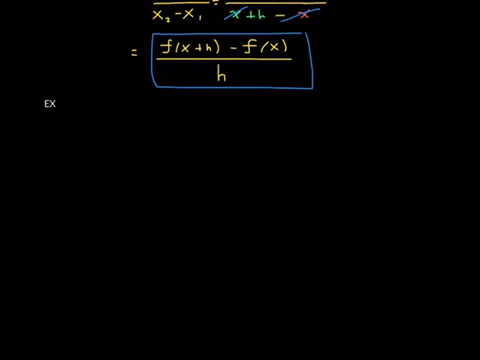 x₂ - x₁ = x + h - x
= f(x+h) - f(x)
h
EX